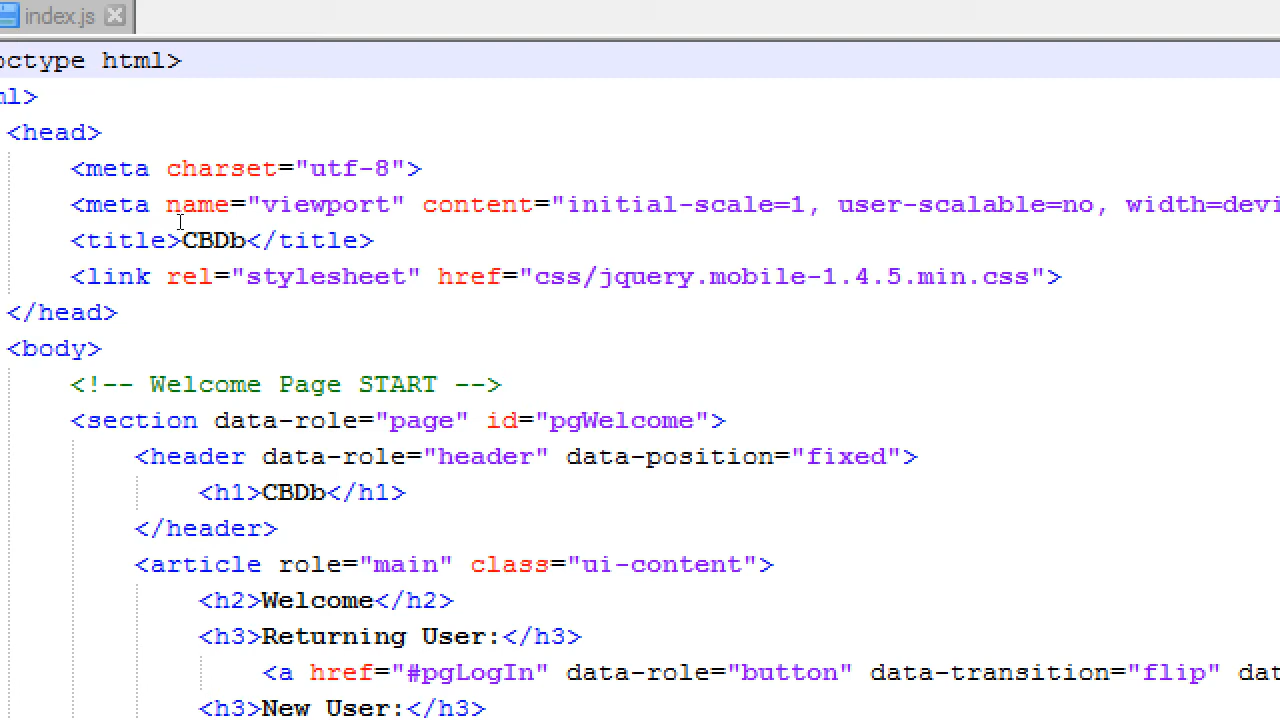 index.js
octype html>
ml>
<head>
<meta charset="utf-8">
<meta name="viewport" content="initial-scale=1, user-scalable=no, width=devi
<title>CBDb</title>
<link rel="stylesheet" href="css/jquery.mobile-1.4.5.min.css">
</head>
<body>
<!-- Welcome Page START -->
<section data-role="page" id="pgWelcome">
<header data-role="header" data-position="fixed">
<h1>CBDb</h1>
</header>
<article role="main" class="ui-content">
<h2>Welcome</h2>
<h3>Returning User:</h3>
<a href="#pgLogIn" data-role="button" data-transition="flip" dat
<h3>New User:</h3>